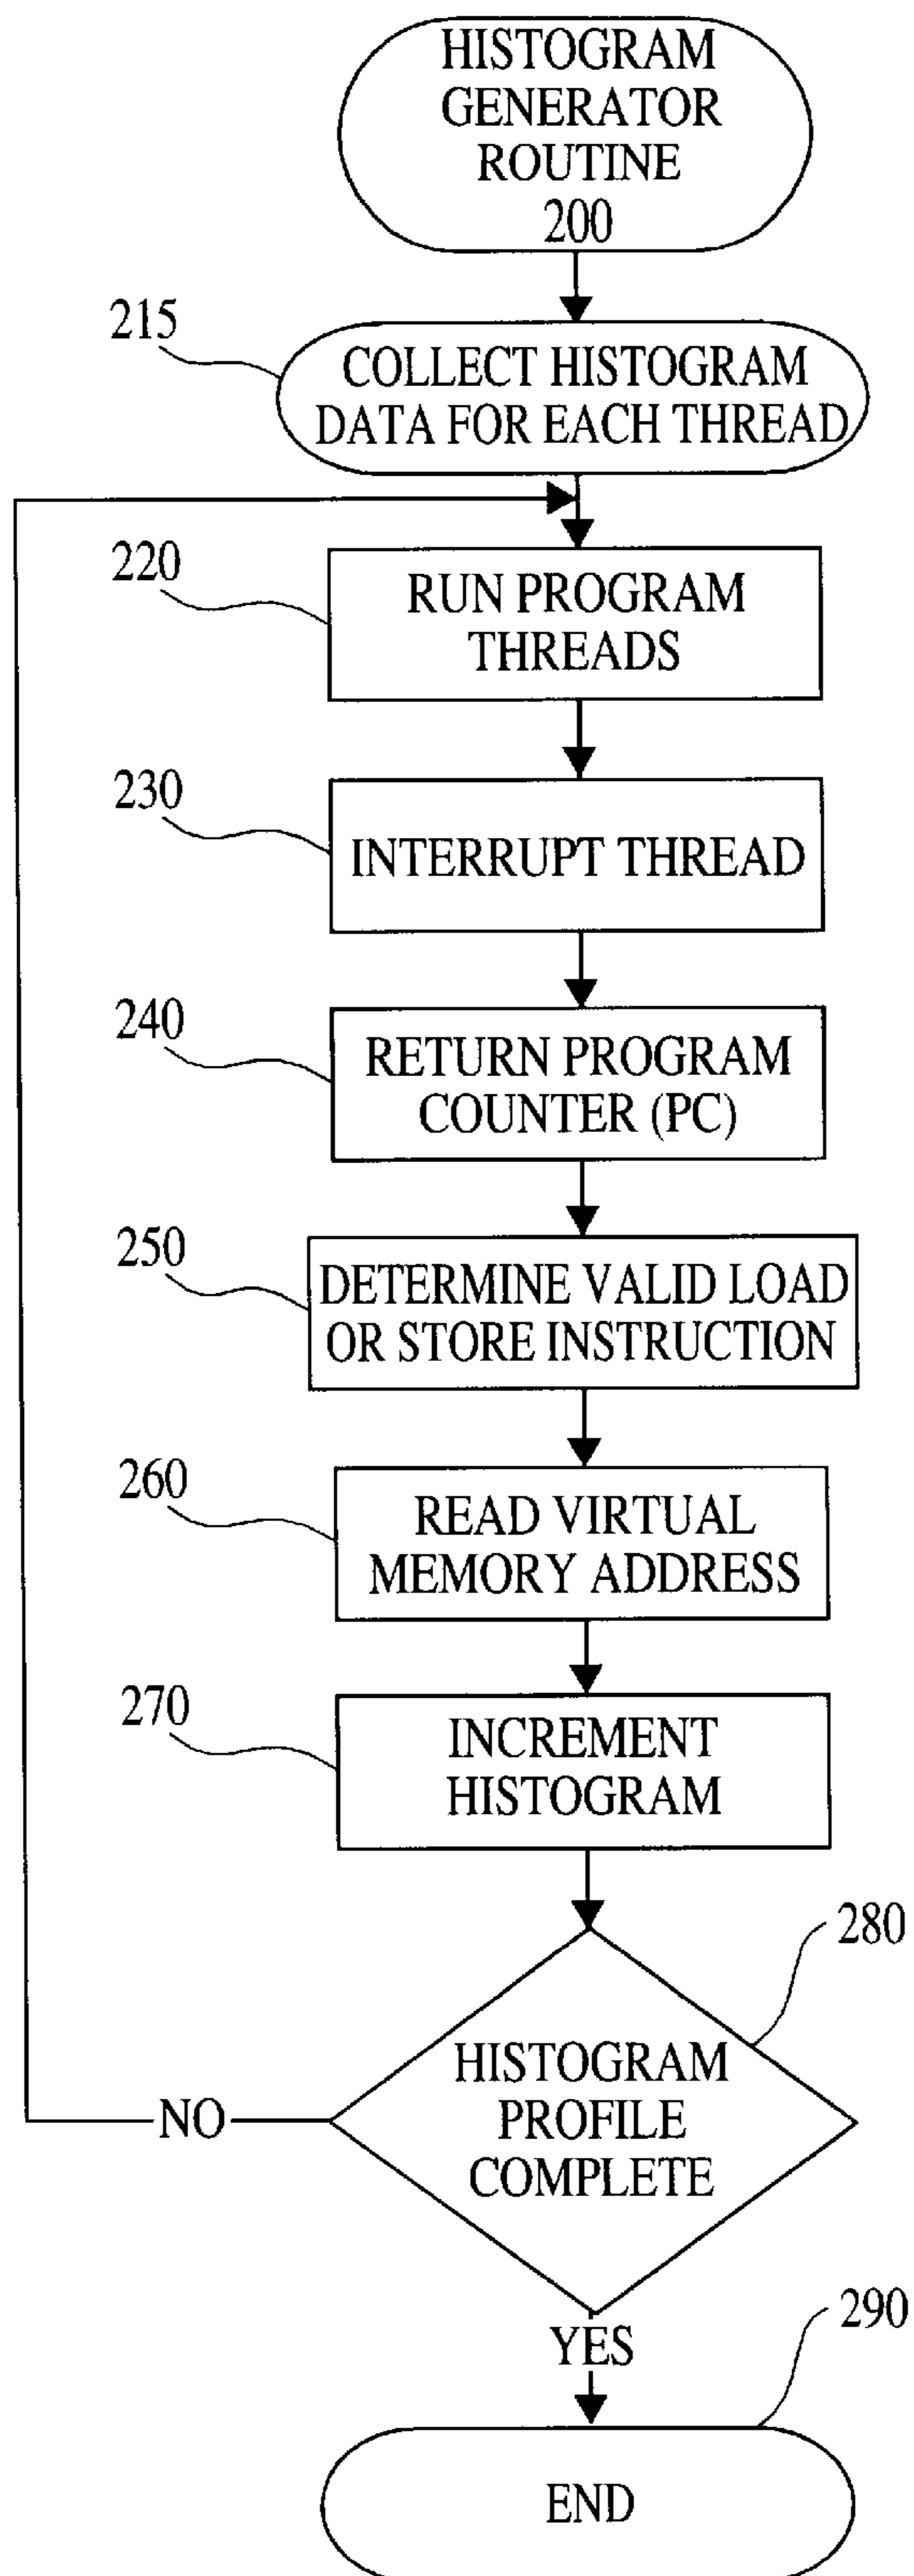 HISTOGRAM
GENERATOR
ROUTINE
200
215
COLLECT HISTOGRAM
DATA FOR EACH THREAD
220
RUN PROGRAM
THREADS
230
INTERRUPT THREAD
240
RETURN PROGRAM
COUNTER (PC)
250
DETERMINE VALID LOAD
OR STORE INSTRUCTION
260
READ VIRTUAL
MEMORY ADDRESS
270
INCREMENT
HISTOGRAM
280
HISTOGRAM
PROFILE
COMPLETE
NO
YES
290
END